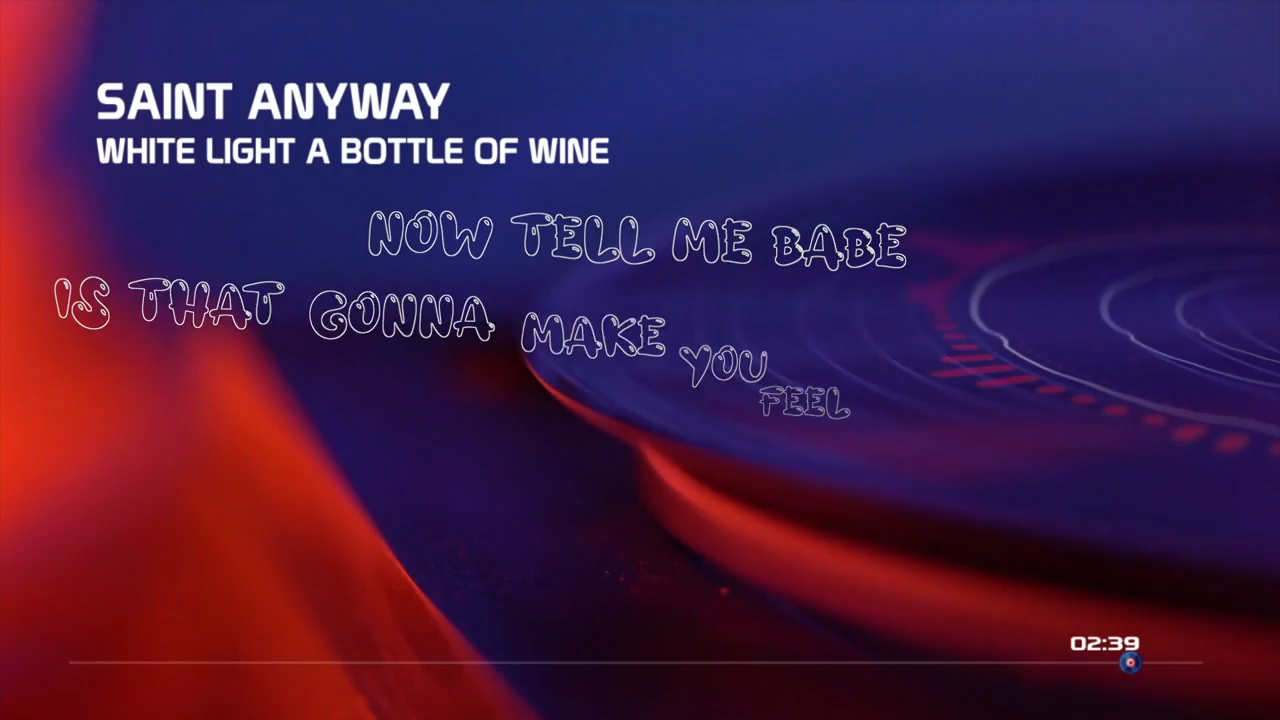 SAINT ANYWAY
WHITE LIGHT A BOTTLE OF WINE
NOW TELL ME BABE
IS THAT GONNA MAKE YOU
FEEL
02:39